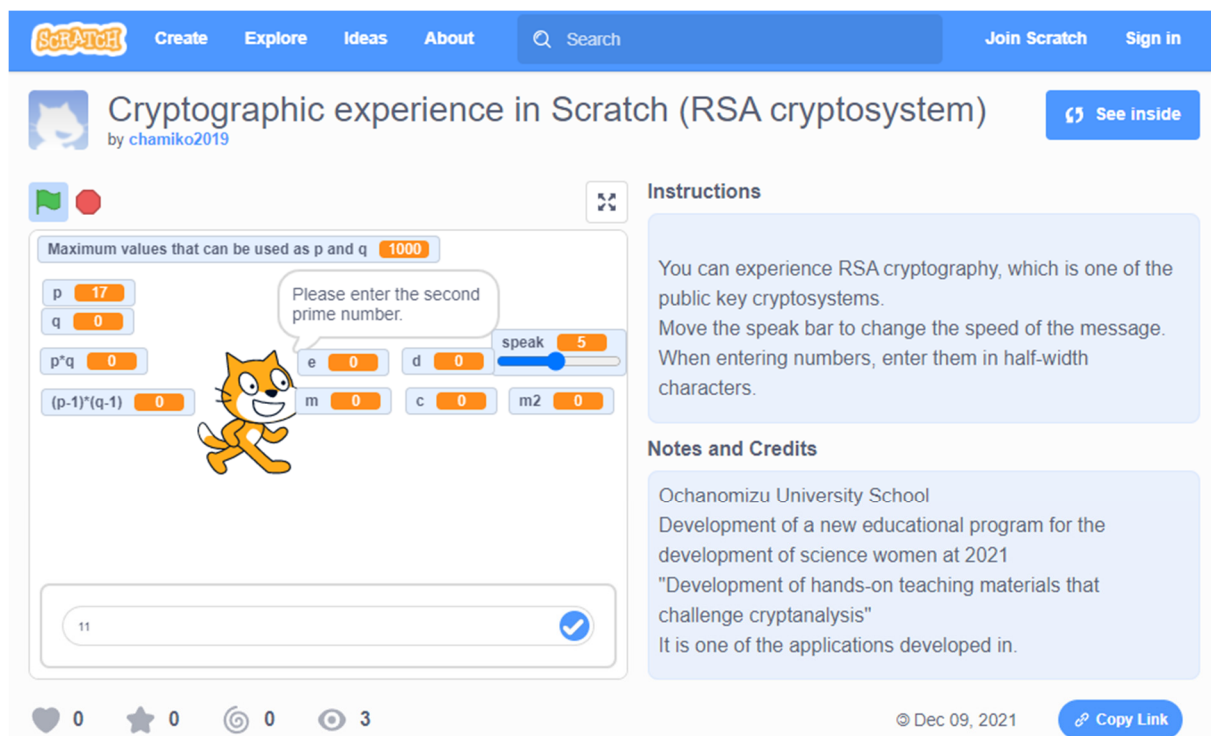 SCRATCH Create Explore Ideas About Search Join Scratch Sign in
Cryptographic experience in Scratch (RSA cryptosystem)
by chamiko2019
See inside
Maximum values that can be used as p and q 1000
p 17
q 0
p*q 0
(p-1)*(q-1) 0
Please enter the second
prime number.
e 0
d 0
speak 5
m 0
c 0
m2 0
11
Instructions
You can experience RSA cryptography, which is one of the
public key cryptosystems.
Move the speak bar to change the speed of the message.
When entering numbers, enter them in half-width
characters.
Notes and Credits
Ochanomizu University School
Development of a new educational program for the
development of science women at 2021
"Development of hands-on teaching materials that
challenge cryptanalysis"
It is one of the applications developed in.
0 0 0 3
© Dec 09, 2021 Copy Link